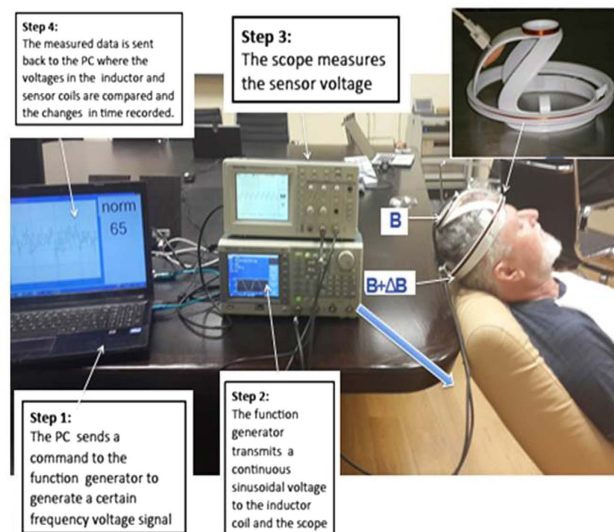 Step 4:
The measured data is sent
back to the PC where the
voltages in the inductor and
sensor coils are compared and
the changes in time recorded.
Step 3:
The scope measures
the sensor voltage
norm
65
B
B+ΔB
Step 1:
The PC sends a
command to the
function generator to
generate a certain
frequency voltage signal
Step 2:
The function
generator
transmits a
continuous
sinusoidal voltage
to the inductor
coil and the scope